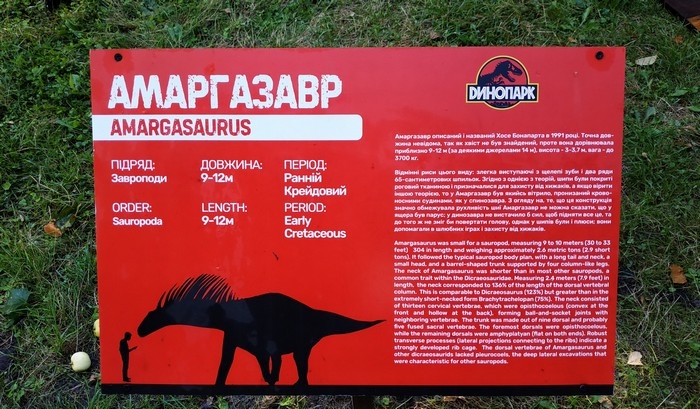 АМАРГАЗАВР
AMARGASAURUS
ДИНОПАРК
ПІДРЯД:
Завроподи
ДОВЖИНА:
9-12м
ПЕРІОД:
Ранній
Крейдовий
ORDER:
Sauropoda
LENGTH:
9-12м
PERIOD:
Early
Cretaceous
Амаргазавр описаний і названий Хосе Бонапарта в 1991 році. Точна дов-
жина невідома, так як хвіст не був знайдений, проте вона дорівнювала
приблизно 9-12 м (за деякими джерелами 14 м), висота - 3-3,7 м, вага - до
3700 кг.
Відмінні риси цього виду: злегка виступаючі з щелепи зуби і два ряди
65-сантиметрових шпильок. Згідно з однією з теорій, шипи були покриті
роговий тканиною і призначалися для захисту від хижаків, а якщо вірити
іншою теорією, то у Амаргазавр був якийсь вітрило, пронизаний крово-
носними судинами, як у спинозавра. З огляду на, те, що ця конструкція
значно обмежувала рухливість шиї Амаргазавр не можна сказати, що у
ящера був парус; у динозавра не вистачило б сил, щоб підняти все це, та
до того ж не зміг би повертати голову, однак у шипів були і плюси: вони
допомагали в шлюбних іграх і захисту від хижаків.
Amargasaurus was small for a sauropod, measuring 9 to 10 meters (30 to 33
feet) 304 in length and weighing approximately 2.6 metric tons (2.9 short
tons). It followed the typical sauropod body plan, with a long tail and neck, a
small head, and a barrel-shaped trunk supported by four column-like legs.
The neck of Amargasaurus was shorter than in most other sauropods, a
common trait within the Dicraeosauridae. Measuring 2.4 meters (7.9 feet) in
length, the neck corresponded to 136% of the length of the dorsal vertebral
column. This is comparable to Dicraeosaurus (123%) but greater than in the
extremely short-necked form Brachytrachelopan (75%). The neck consisted
of thirteen cervical vertebrae, which were opisthocoelous (convex at the
front and hollow at the back), forming ball-and-socket joints with
neighboring vertebrae. The trunk was made out of nine dorsal and probably
five fused sacral vertebrae. The foremost dorsals were opisthocoelous,
while the remaining dorsals were amphyplatyan (flat on both ends). Robust
transverse processes (lateral projections connecting to the ribs) indicate a
strongly developed rib cage. The dorsal vertebrae of Amargasaurus and
other dicraeosaurids lacked pleurocoels, the deep lateral excavations that
were characteristic for other sauropods.